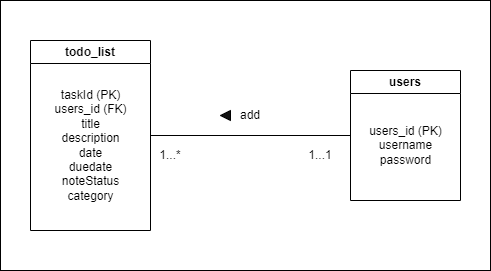 todo_list
taskId (PK)
users_id (FK)
title
description
date
duedate
noteStatus
category
add
1...*
1...1
users
users_id (PK)
username
password